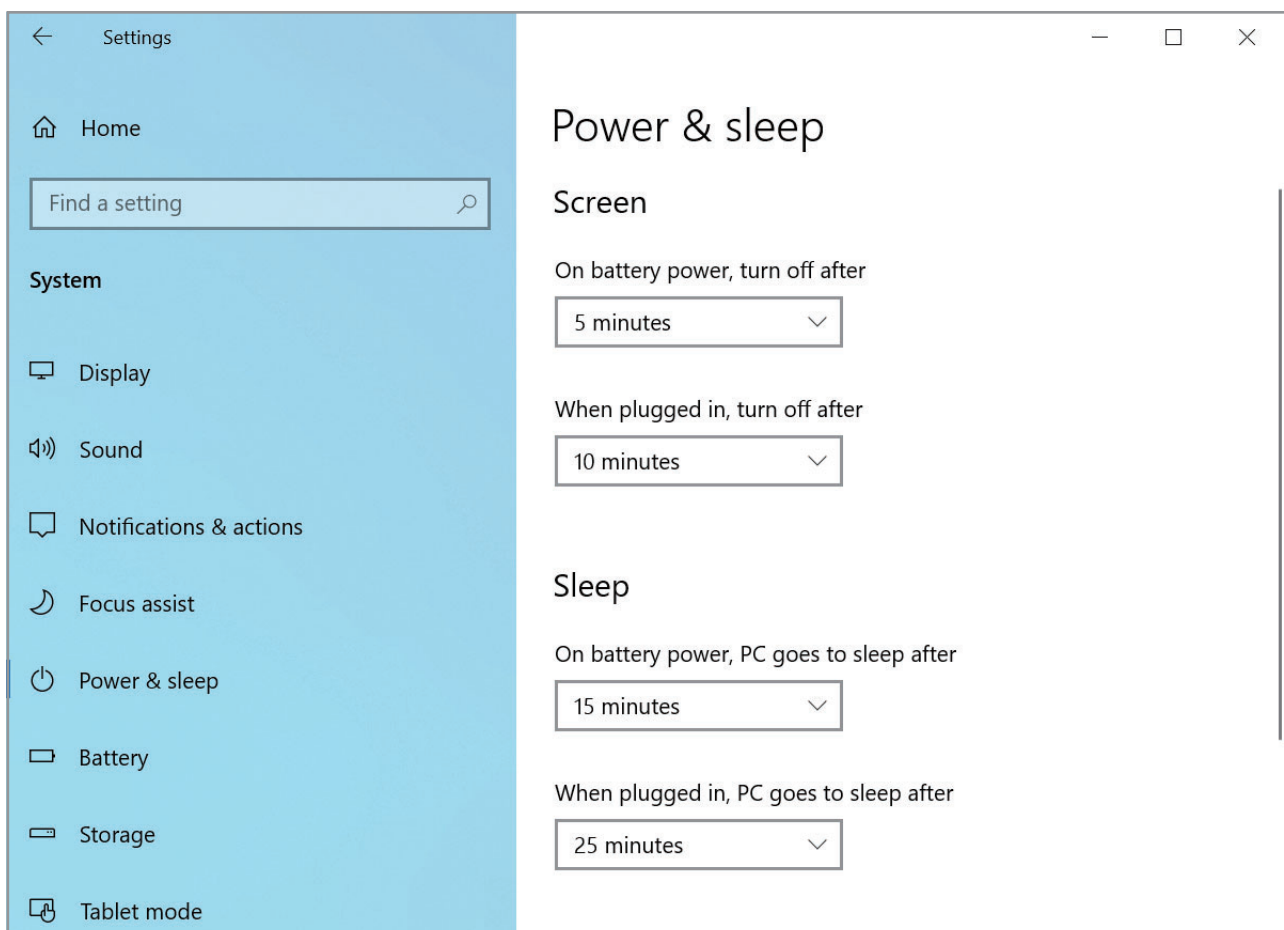 Settings
Home
Find a setting
System
Display
Sound
Notifications & actions
Focus assist
Power & sleep
Battery
Storage
Tablet mode
Power & sleep
Screen
On battery power, turn off after
5 minutes
When plugged in, turn off after
10 minutes
Sleep
On battery power, PC goes to sleep after
15 minutes
When plugged in, PC goes to sleep after
25 minutes